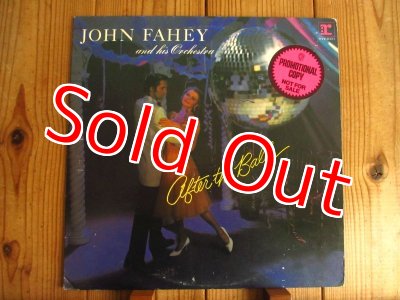 JOHN FAHEY
and his Orchestra
PROMOTIONAL
COPY
NOT FOR
SALE
Sold Out
After the Ball